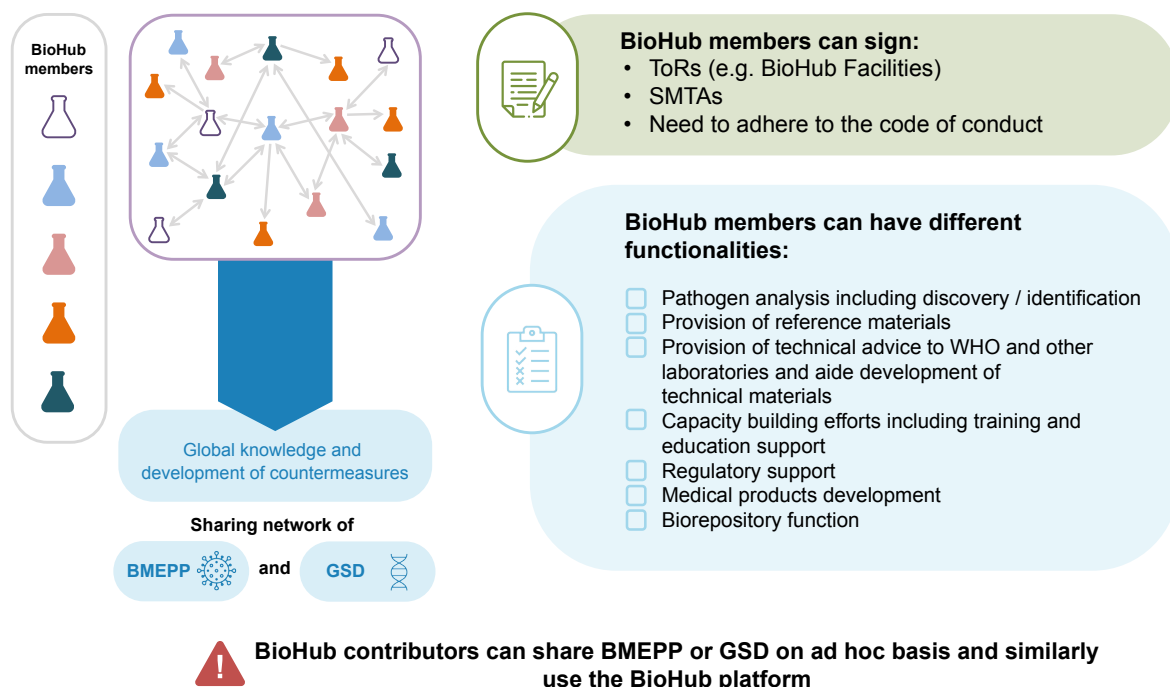 BioHub
members
BioHub members can sign:
• ToRs (e.g. BioHub Facilities)
• SMTAs
• Need to adhere to the code of conduct
BioHub members can have different
functionalities:
Pathogen analysis including discovery / identification
Provision of reference materials
Provision of technical advice to WHO and other
laboratories and aide development of
technical materials
Capacity building efforts including training and
education support
Regulatory support
Medical products development
Biorepository function
Global knowledge and
development of countermeasures
Sharing network of
BMEPP and GSD
! BioHub contributors can share BMEPP or GSD on ad hoc basis and similarly
use the BioHub platform